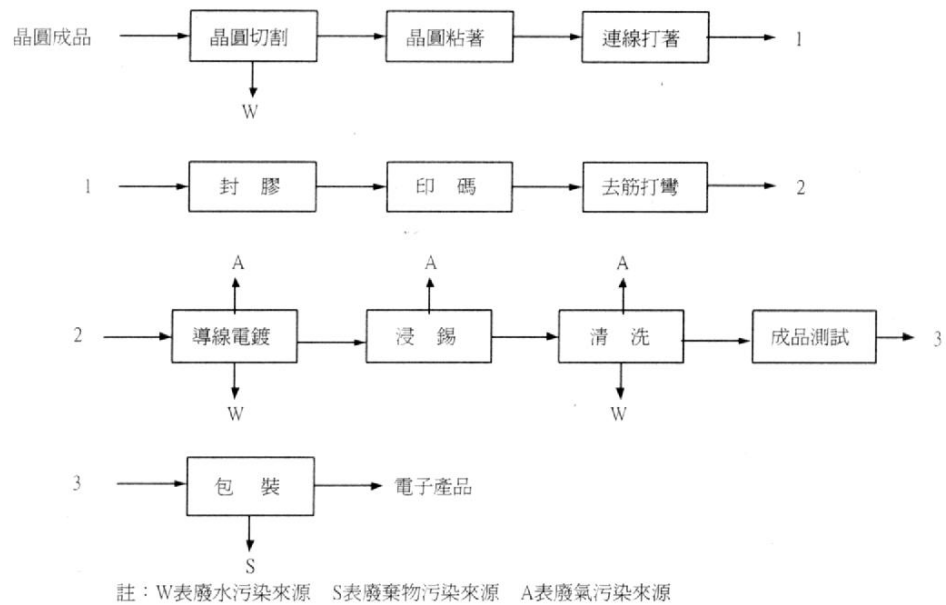 晶圓成品 晶圓切割 晶圓粘著 連線打著 1
W
1 封膠 印碼 去筋打彎 2
A A A
2 導線電鍍 浸錫 清洗 成品測試 3
W W
3 包裝 電子產品
S
註：W表廢水污染來源 S表廢棄物污染來源 A表廢氣污染來源